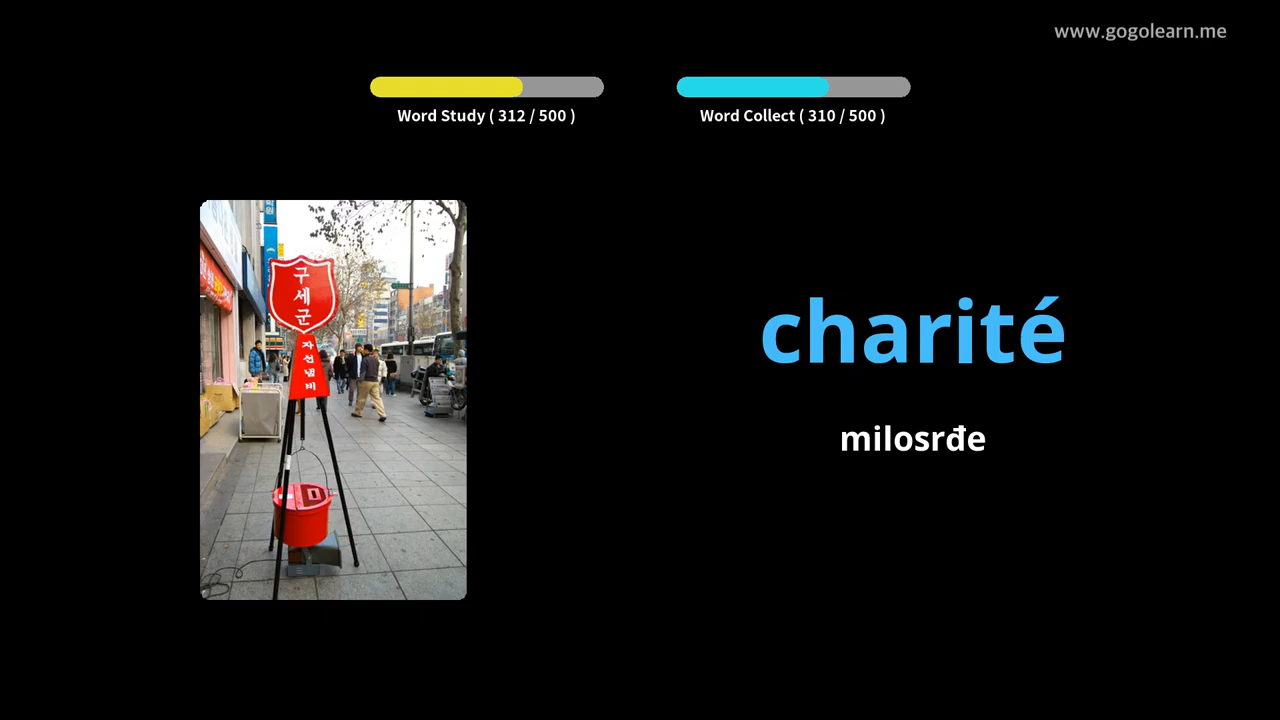 www.gogolearn.me
Word Study ( 312 / 500 )
Word Collect ( 310 / 500 )
구
세
군
자
선
냄
비
charité
milosrđe